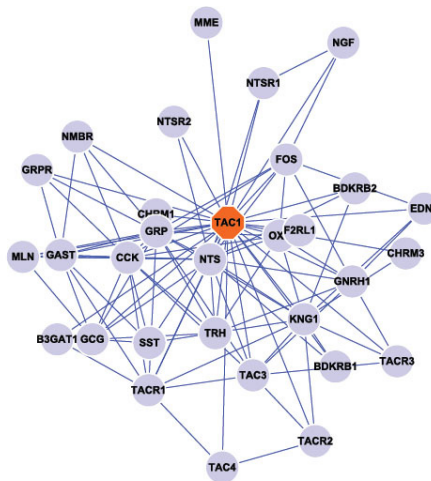 MME
NGF
NTSR1
NTSR2
NMBR
FOS
GRPR
BDKRB2
CHRM1
TAC1
EDN
GRP
OX
F2RL1
MLN
GAST
CCK
NTS
CHRM3
GNRH1
KNG1
B3GAT1
GCG
SST
TRH
TACR3
BDKRB1
TAC3
TACR1
TACR2
TAC4